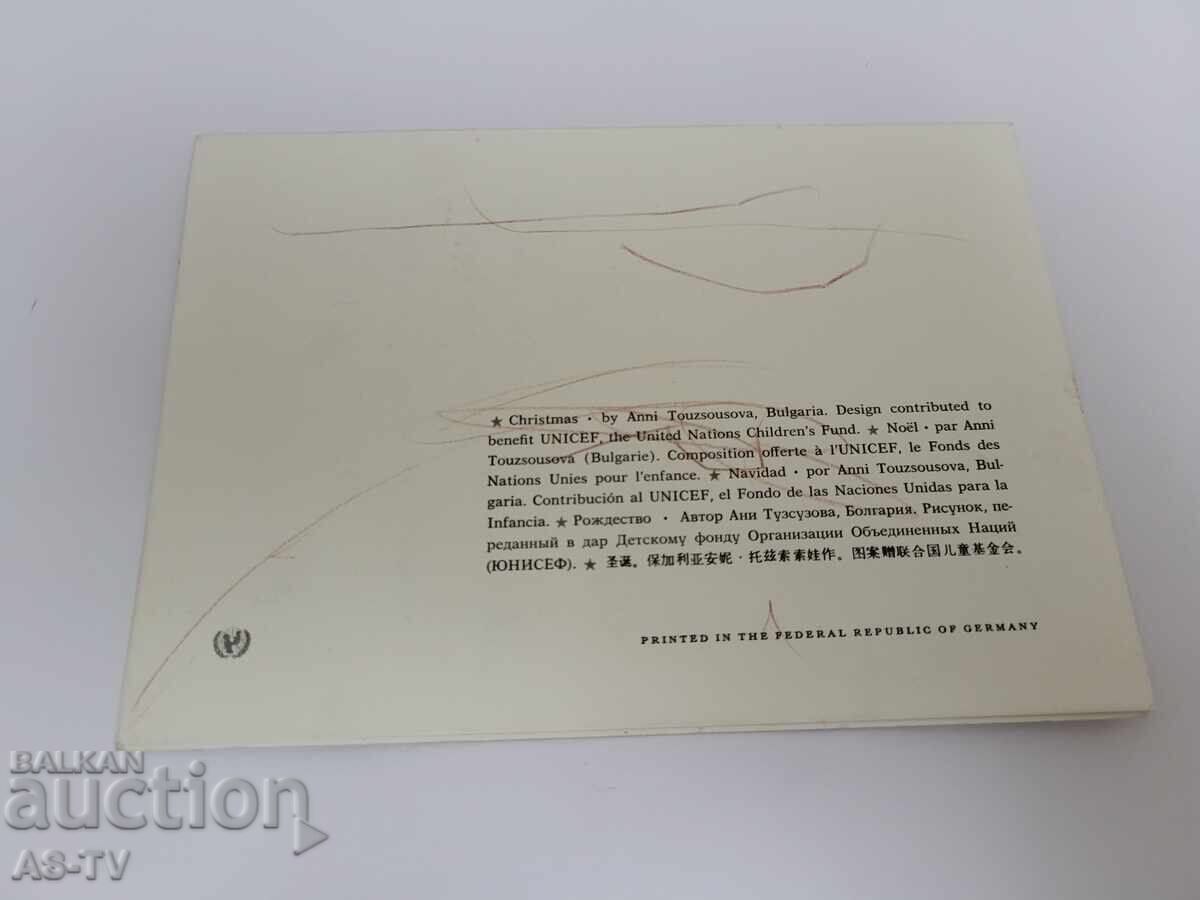 ★ Christmas · by Anni Touzsousova, Bulgaria. Design contributed to
benefit UNICEF, the United Nations Children's Fund. ★ Noël · par Anni
Touzsousova (Bulgarie). Composition offerte à l'UNICEF, le Fonds des
Nations Unies pour l'enfance. ★ Navidad · por Anni Touzsousova, Bul-
garia. Contribución al UNICEF, el Fondo de las Naciones Unidas para la
Infancia. ★ Рождество · Автор Ани Тузсузова, Болгария. Рисунок, пе-
реданный в дар Детскому фонду Организации Объединенных Наций
(ЮНИСЕФ). ★ 圣诞。保加利亚安妮·托兹索素娃作。图案赠联合国儿童基金会。
PRINTED IN THE FEDERAL REPUBLIC OF GERMANY
BALKAN
auction
AS-TV